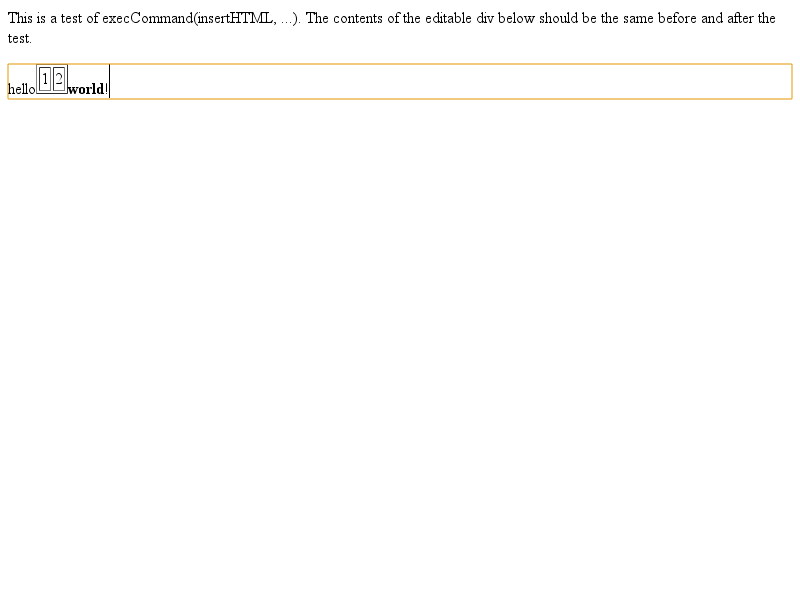 This is a test of execCommand(insertHTML, ...). The contents of the editable div below should be the same before and after the
test.
hello 1 2 world!